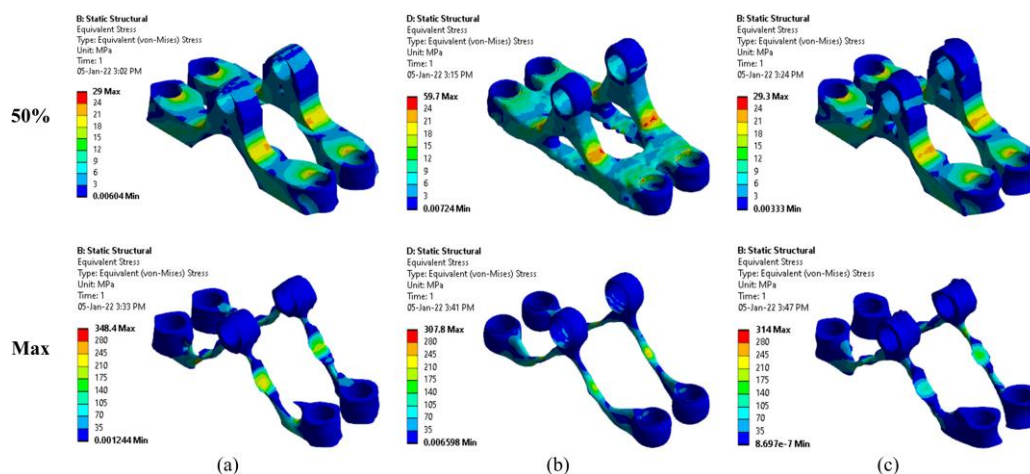 50%
B: Static Structural
Equivalent Stress
Type: Equivalent (von-Mises) Stress
Unit: MPa
Time: 1
05-Jan-22 3:02 PM
29 Max
24
21
18
15
12
9
6
3
0.00604 Min
D: Static Structural
Equivalent Stress
Type: Equivalent (von-Mises) Stress
Unit: MPa
Time: 1
05-Jan-22 3:15 PM
59.7 Max
24
21
18
15
12
9
6
3
0.00724 Min
B: Static Structural
Equivalent Stress
Type: Equivalent (von-Mises) Stress
Unit: MPa
Time: 1
05-Jan-22 3:24 PM
29.3 Max
24
21
18
15
12
9
6
3
0.00333 Min
Max
B: Static Structural
Equivalent Stress
Type: Equivalent (von-Mises) Stress
Unit: MPa
Time: 1
05-Jan-22 3:33 PM
348.4 Max
280
245
210
175
140
105
70
35
0.001244 Min
D: Static Structural
Equivalent Stress
Type: Equivalent (von-Mises) Stress
Unit: MPa
Time: 1
05-Jan-22 3:41 PM
307.8 Max
280
245
210
175
140
105
70
35
0.006598 Min
B: Static Structural
Equivalent Stress
Type: Equivalent (von-Mises) Stress
Unit: MPa
Time: 1
05-Jan-22 3:47 PM
314 Max
280
245
210
175
140
105
70
35
8.697e-7 Min
(a)
(b)
(c)